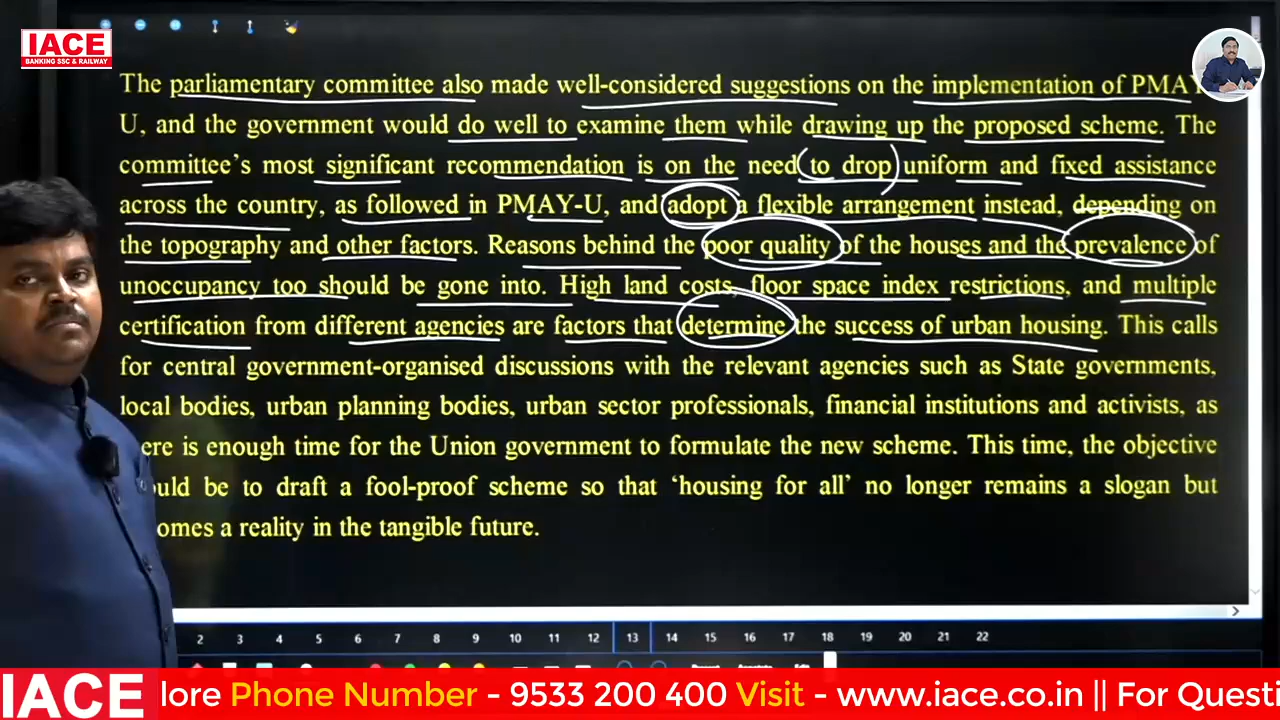 IACE
BANKING SSC & RAILWAY
The parliamentary committee also made well-considered suggestions on the implementation of PMAY-
U, and the government would do well to examine them while drawing up the proposed scheme. The
committee's most significant recommendation is on the need to drop uniform and fixed assistance
across the country, as followed in PMAY-U, and adopt a flexible arrangement instead, depending on
the topography and other factors. Reasons behind the poor quality of the houses and the prevalence of
unoccupancy too should be gone into. High land costs, floor space index restrictions, and multiple
certification from different agencies are factors that determine the success of urban housing. This calls
for central government-organised discussions with the relevant agencies such as State governments,
local bodies, urban planning bodies, urban sector professionals, financial institutions and activists, as
ere is enough time for the Union government to formulate the new scheme. This time, the objective
ould be to draft a fool-proof scheme so that 'housing for all' no longer remains a slogan but
omes a reality in the tangible future.
2 3 4 5 6 7 8 9 10 11 12 13 14 15 16 17 18 19 20 21 22
IACE lore Phone Number - 9533 200 400 Visit - www.iace.co.in || For Questi